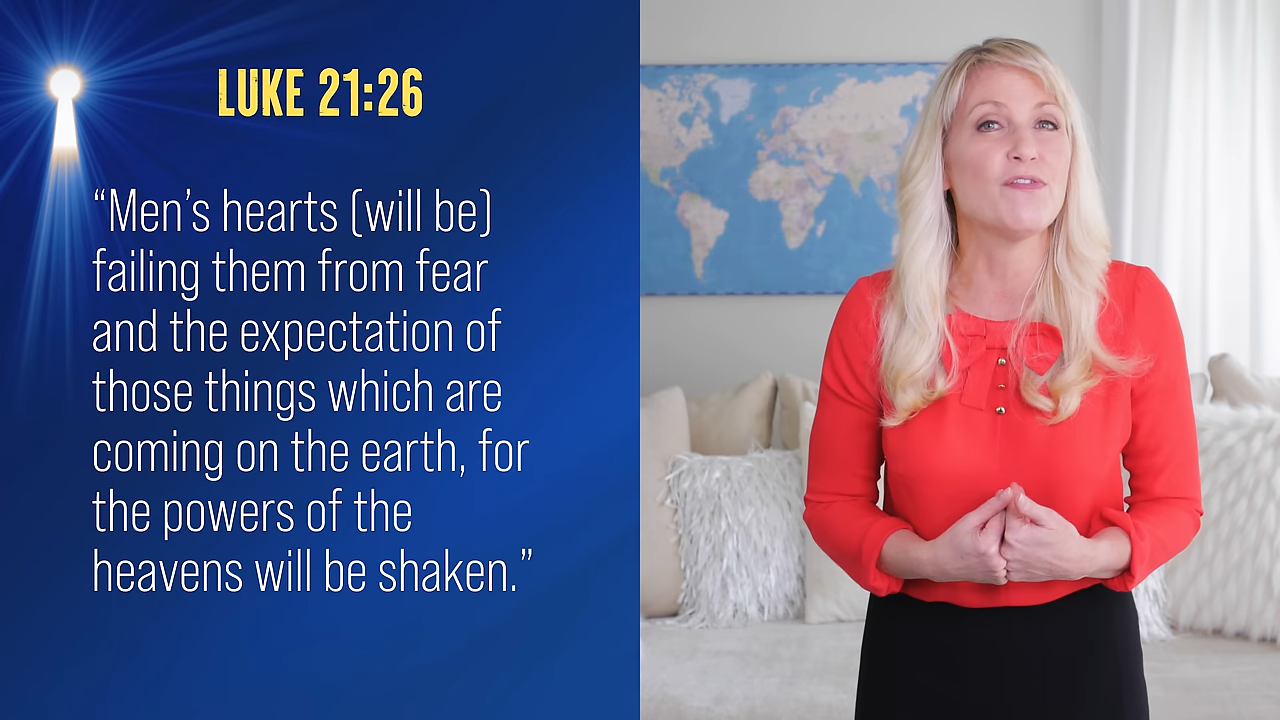 LUKE 21:26
“Men’s hearts (will be)
failing them from fear
and the expectation of
those things which are
coming on the earth, for
the powers of the
heavens will be shaken.”